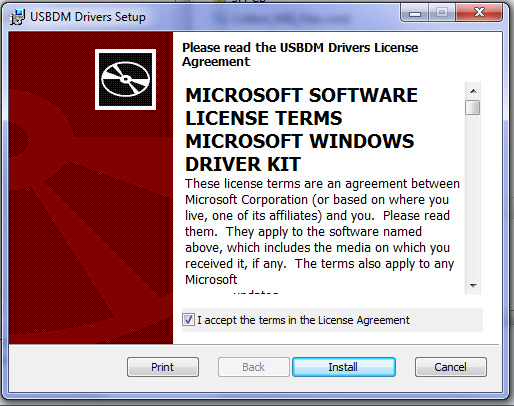 USBDM Drivers Setup
Please read the USBDM Drivers License
Agreement
MICROSOFT SOFTWARE
LICENSE TERMS
MICROSOFT WINDOWS
DRIVER KIT
These license terms are an agreement between
Microsoft Corporation (or based on where you
live, one of its affiliates) and you.  Please read
them.  They apply to the software named
above, which includes the media on which you
received it, if any.  The terms also apply to any
Microsoft
I accept the terms in the License Agreement
Print
Back
Install
Cancel